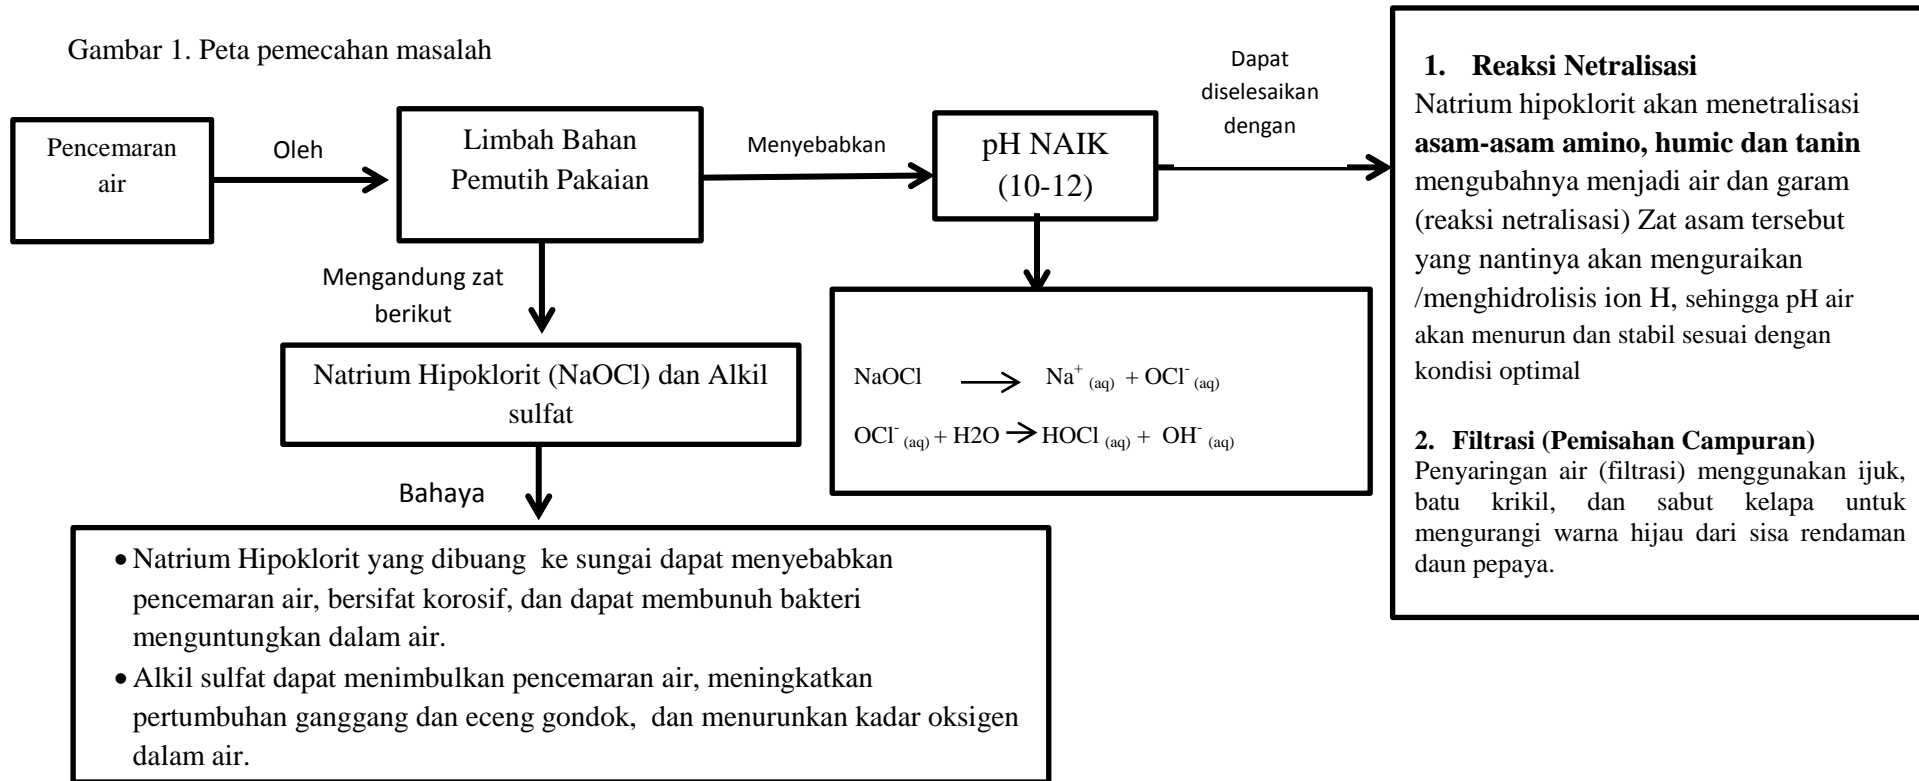 Gambar 1. Peta pemecahan masalah
Pencemaran
air
Oleh
Limbah Bahan
Pemutih Pakaian
Menyebabkan
pH NAIK
(10-12)
Dapat
diselesaikan
dengan
1. Reaksi Netralisasi
Natrium hipoklorit akan menetralisasi
asam-asam amino, humic dan tanin
mengubahnya menjadi air dan garam
(reaksi netralisasi) Zat asam tersebut
yang nantinya akan menguraikan
/menghidrolisis ion H, sehingga pH air
akan menurun dan stabil sesuai dengan
kondisi optimal
2. Filtrasi (Pemisahan Campuran)
Penyaringan air (filtrasi) menggunakan ijuk,
batu krikil, dan sabut kelapa untuk
mengurangi warna hijau dari sisa rendaman
daun pepaya.
Mengandung zat
berikut
Natrium Hipoklorit (NaOCl) dan Alkil
sulfat
NaOCl → Na⁺ (aq) + OCl⁻ (aq)
OCl⁻ (aq) + H2O → HOCl (aq) + OH⁻ (aq)
Bahaya
• Natrium Hipoklorit yang dibuang ke sungai dapat menyebabkan
pencemaran air, bersifat korosif, dan dapat membunuh bakteri
menguntungkan dalam air.
• Alkil sulfat dapat menimbulkan pencemaran air, meningkatkan
pertumbuhan ganggang dan eceng gondok, dan menurunkan kadar oksigen
dalam air.